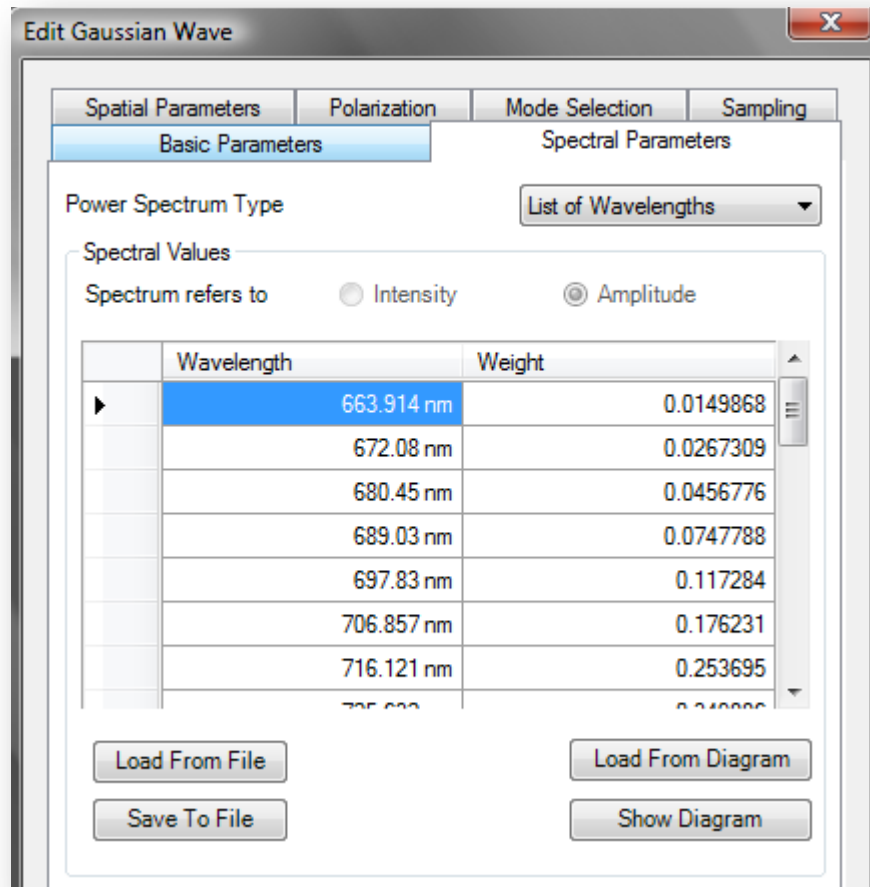 Edit Gaussian Wave
Spatial Parameters Polarization Mode Selection Sampling
Basic Parameters Spectral Parameters
Power Spectrum Type List of Wavelengths
Spectral Values
Spectrum refers to Intensity Amplitude
Wavelength Weight
663.914 nm 0.0149868
672.08 nm 0.0267309
680.45 nm 0.0456776
689.03 nm 0.0747788
697.83 nm 0.117284
706.857 nm 0.176231
716.121 nm 0.253695
Load From File Load From Diagram
Save To File Show Diagram